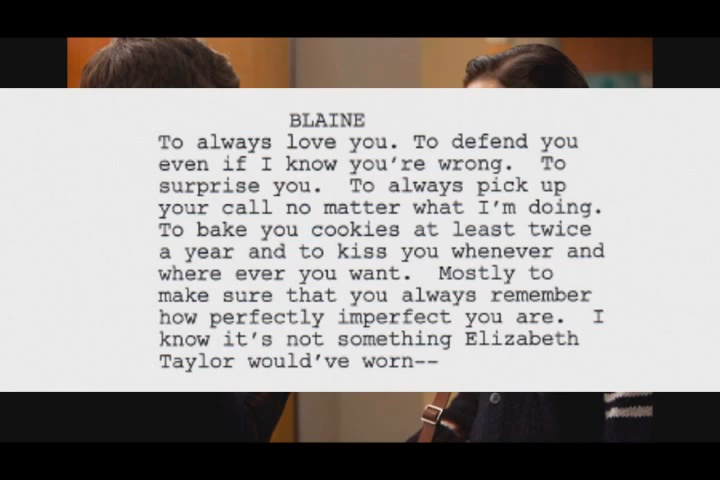 BLAINE
To always love you. To defend you
even if I know you're wrong.  To
surprise you.  To always pick up
your call no matter what I'm doing.
To bake you cookies at least twice
a year and to kiss you whenever and
where ever you want.  Mostly to
make sure that you always remember
how perfectly imperfect you are.  I
know it's not something Elizabeth
Taylor would've worn--